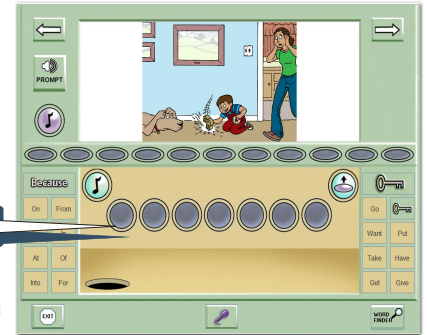 PROMPT
Because
On From
Go
Want Put
At Of
Take Have
Into For
Get Give
EXIT
WORD
FINDER